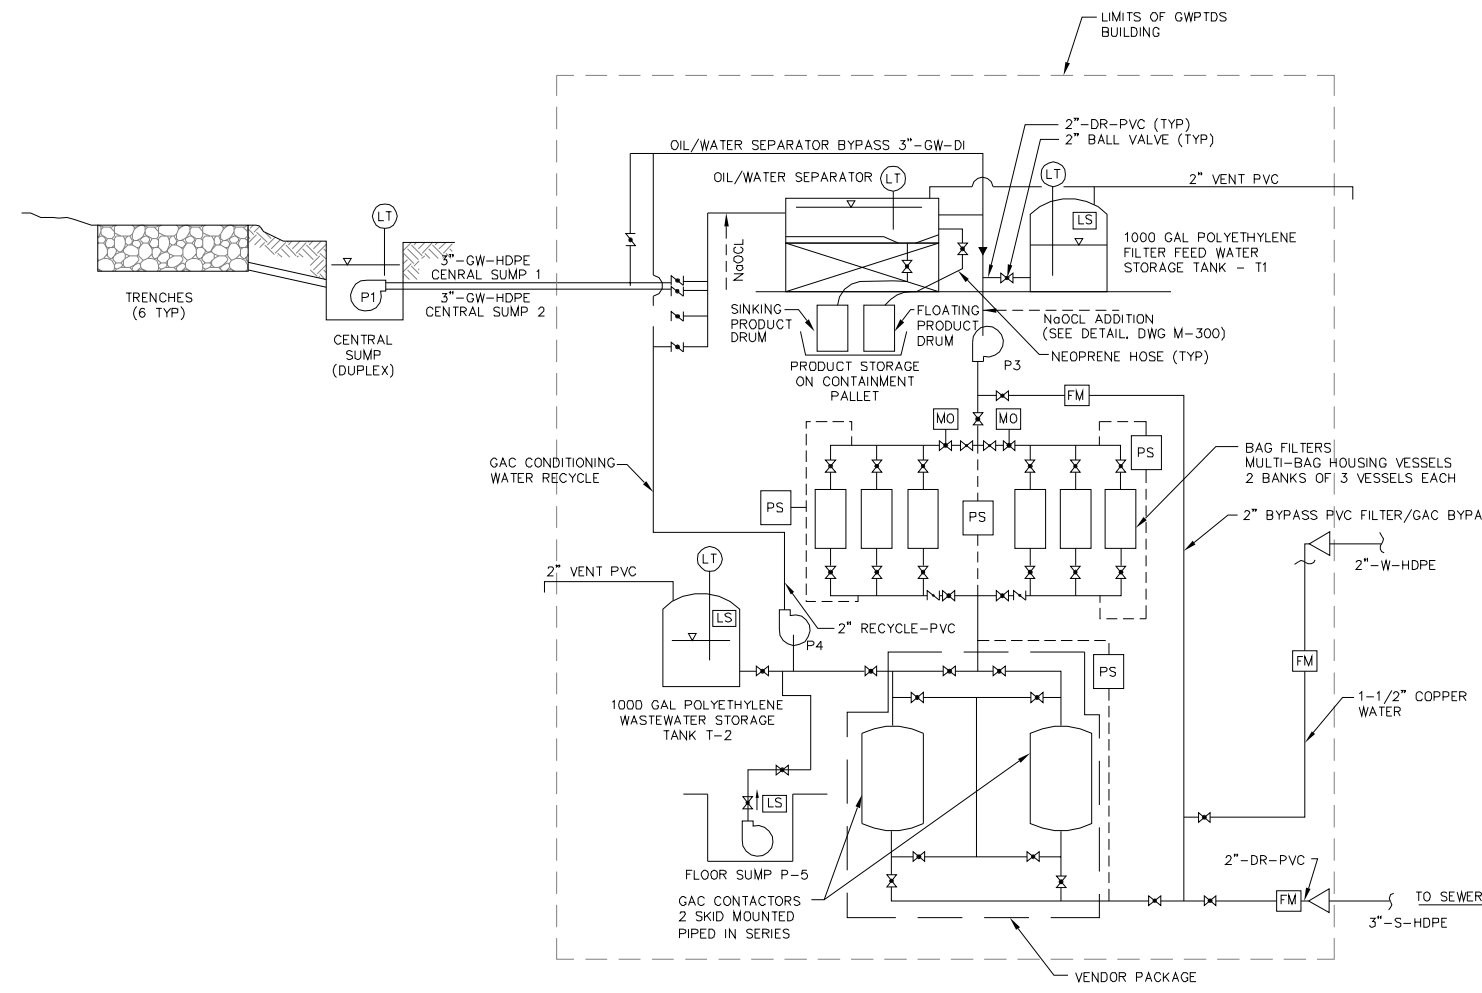 LIMITS OF GWPTDS
BUILDING
2"-DR-PVC (TYP)
2" BALL VALVE (TYP)
OIL/WATER SEPARATOR BYPASS 3"-GW-DI
OIL/WATER SEPARATOR
LT
LT
2" VENT PVC
LS
LT
1000 GAL POLYETHYLENE
FILTER FEED WATER
STORAGE TANK - T1
3"-GW-HDPE
CENRAL SUMP 1
3"-GW-HDPE
CENTRAL SUMP 2
P1
NaOCL
TRENCHES
(6 TYP)
CENTRAL
SUMP
(DUPLEX)
SINKING
PRODUCT
DRUM
FLOATING
PRODUCT
DRUM
NaOCL ADDITION
(SEE DETAIL, DWG M-300)
NEOPRENE HOSE (TYP)
P3
PRODUCT STORAGE
ON CONTAINMENT
PALLET
FM
MO
MO
PS
BAG FILTERS
MULTI-BAG HOUSING VESSELS
2 BANKS OF 3 VESSELS EACH
GAC CONDITIONING
WATER RECYCLE
PS
PS
2" BYPASS PVC FILTER/GAC BYPA
2"-W-HDPE
LT
2" VENT PVC
LS
2" RECYCLE-PVC
P4
PS
FM
1000 GAL POLYETHYLENE
WASTEWATER STORAGE
TANK T-2
1-1/2" COPPER
WATER
LS
FLOOR SUMP P-5
2"-DR-PVC
GAC CONTACTORS
2 SKID MOUNTED
PIPED IN SERIES
FM
TO SEWER
3"-S-HDPE
VENDOR PACKAGE